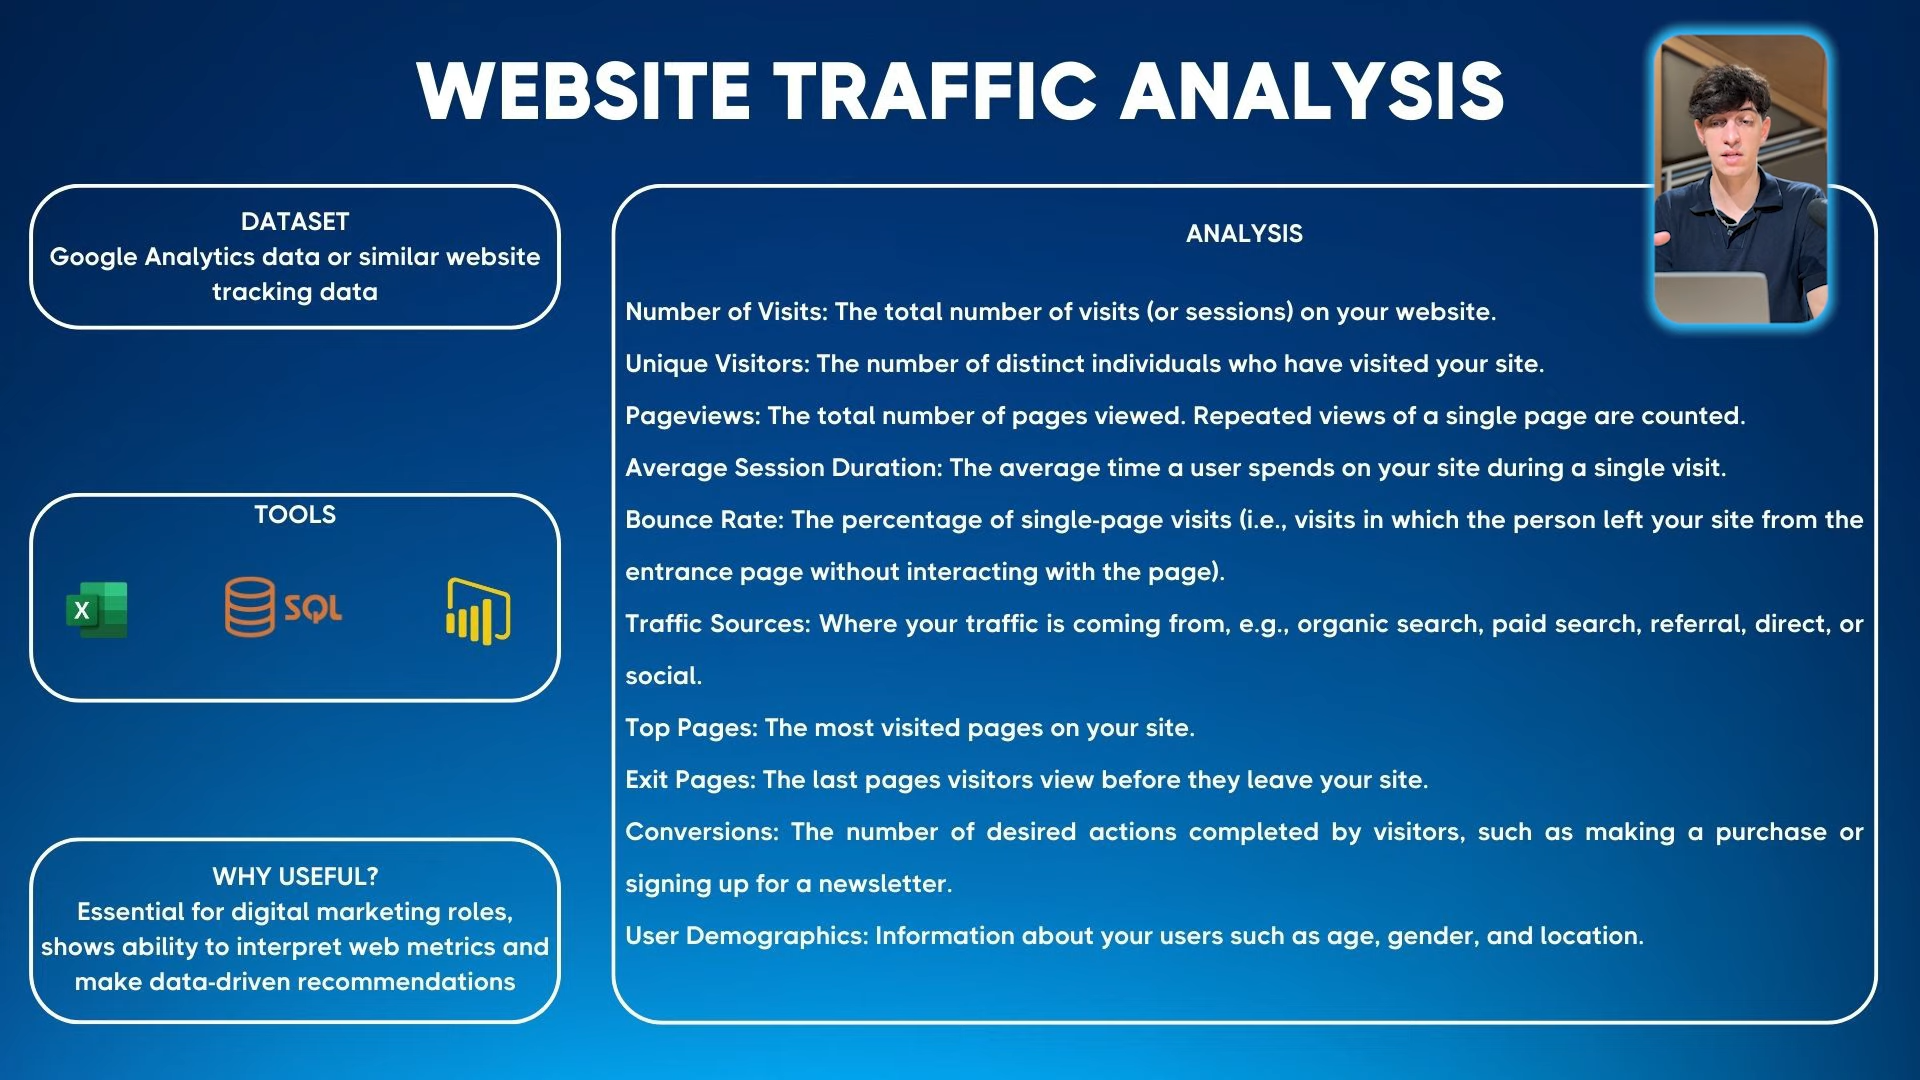 WEBSITE TRAFFIC ANALYSIS
DATASET
Google Analytics data or similar website
tracking data
TOOLS
X
SQL
WHY USEFUL?
Essential for digital marketing roles,
shows ability to interpret web metrics and
make data-driven recommendations
ANALYSIS
Number of Visits: The total number of visits (or sessions) on your website.
Unique Visitors: The number of distinct individuals who have visited your site.
Pageviews: The total number of pages viewed. Repeated views of a single page are counted.
Average Session Duration: The average time a user spends on your site during a single visit.
Bounce Rate: The percentage of single-page visits (i.e., visits in which the person left your site from the
entrance page without interacting with the page).
Traffic Sources: Where your traffic is coming from, e.g., organic search, paid search, referral, direct, or
social.
Top Pages: The most visited pages on your site.
Exit Pages: The last pages visitors view before they leave your site.
Conversions: The number of desired actions completed by visitors, such as making a purchase or
signing up for a newsletter.
User Demographics: Information about your users such as age, gender, and location.